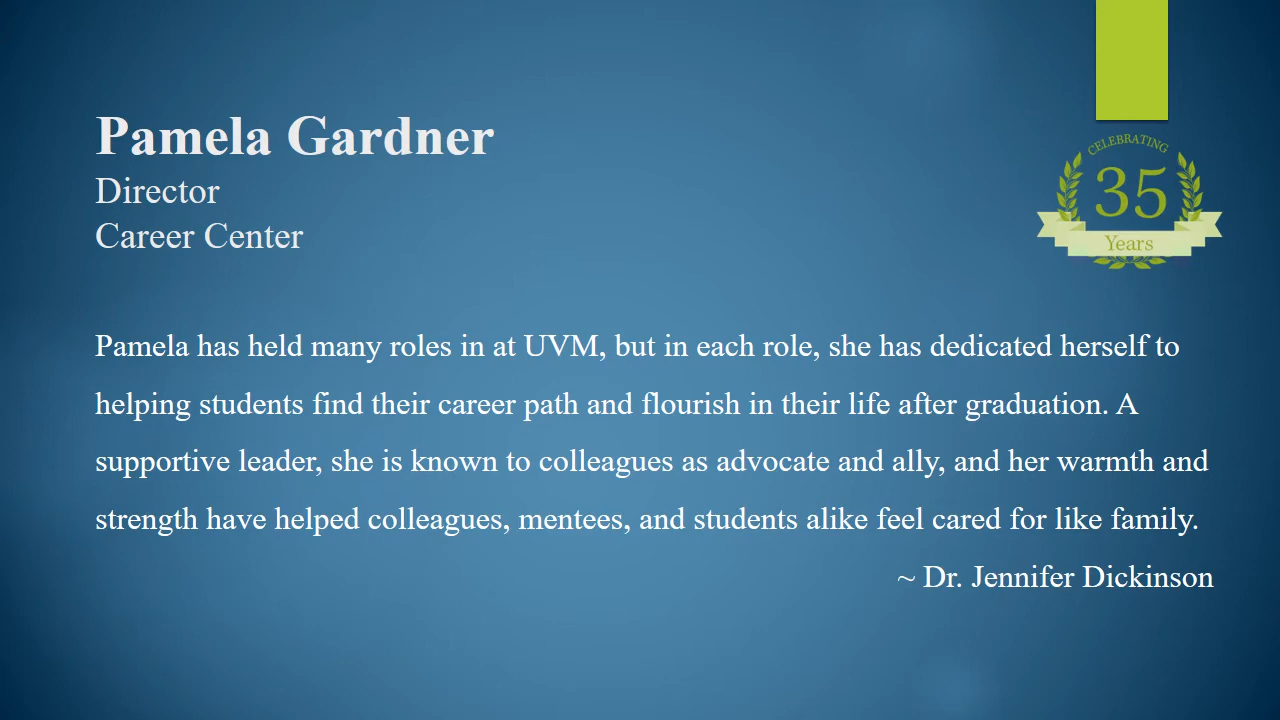 Pamela Gardner
Director
Career Center
CELEBRATING
35
Years
Pamela has held many roles in at UVM, but in each role, she has dedicated herself to
helping students find their career path and flourish in their life after graduation. A
supportive leader, she is known to colleagues as advocate and ally, and her warmth and
strength have helped colleagues, mentees, and students alike feel cared for like family.
~ Dr. Jennifer Dickinson